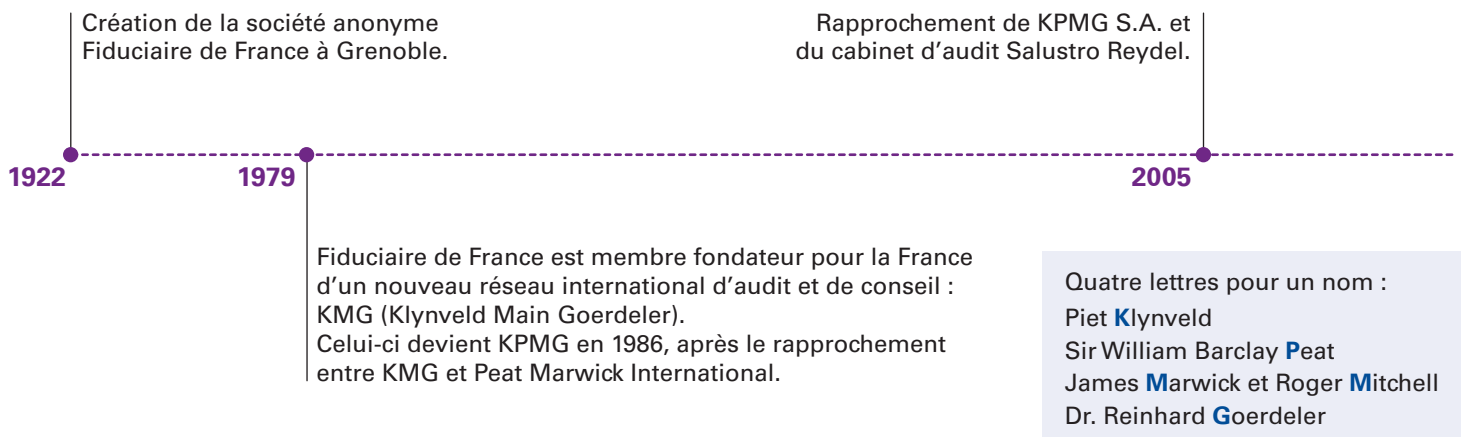 Création de la société anonyme
Fiduciaire de France à Grenoble.
Rapprochement de KPMG S.A. et
du cabinet d'audit Salustro Reydel.
1922
1979
2005
Fiduciaire de France est membre fondateur pour la France
d'un nouveau réseau international d'audit et de conseil :
KMG (Klynveld Main Goerdeler).
Celui-ci devient KPMG en 1986, après le rapprochement
entre KMG et Peat Marwick International.
Quatre lettres pour un nom :
Piet Klynveld
Sir William Barclay Peat
James Marwick et Roger Mitchell
Dr. Reinhard Goerdeler